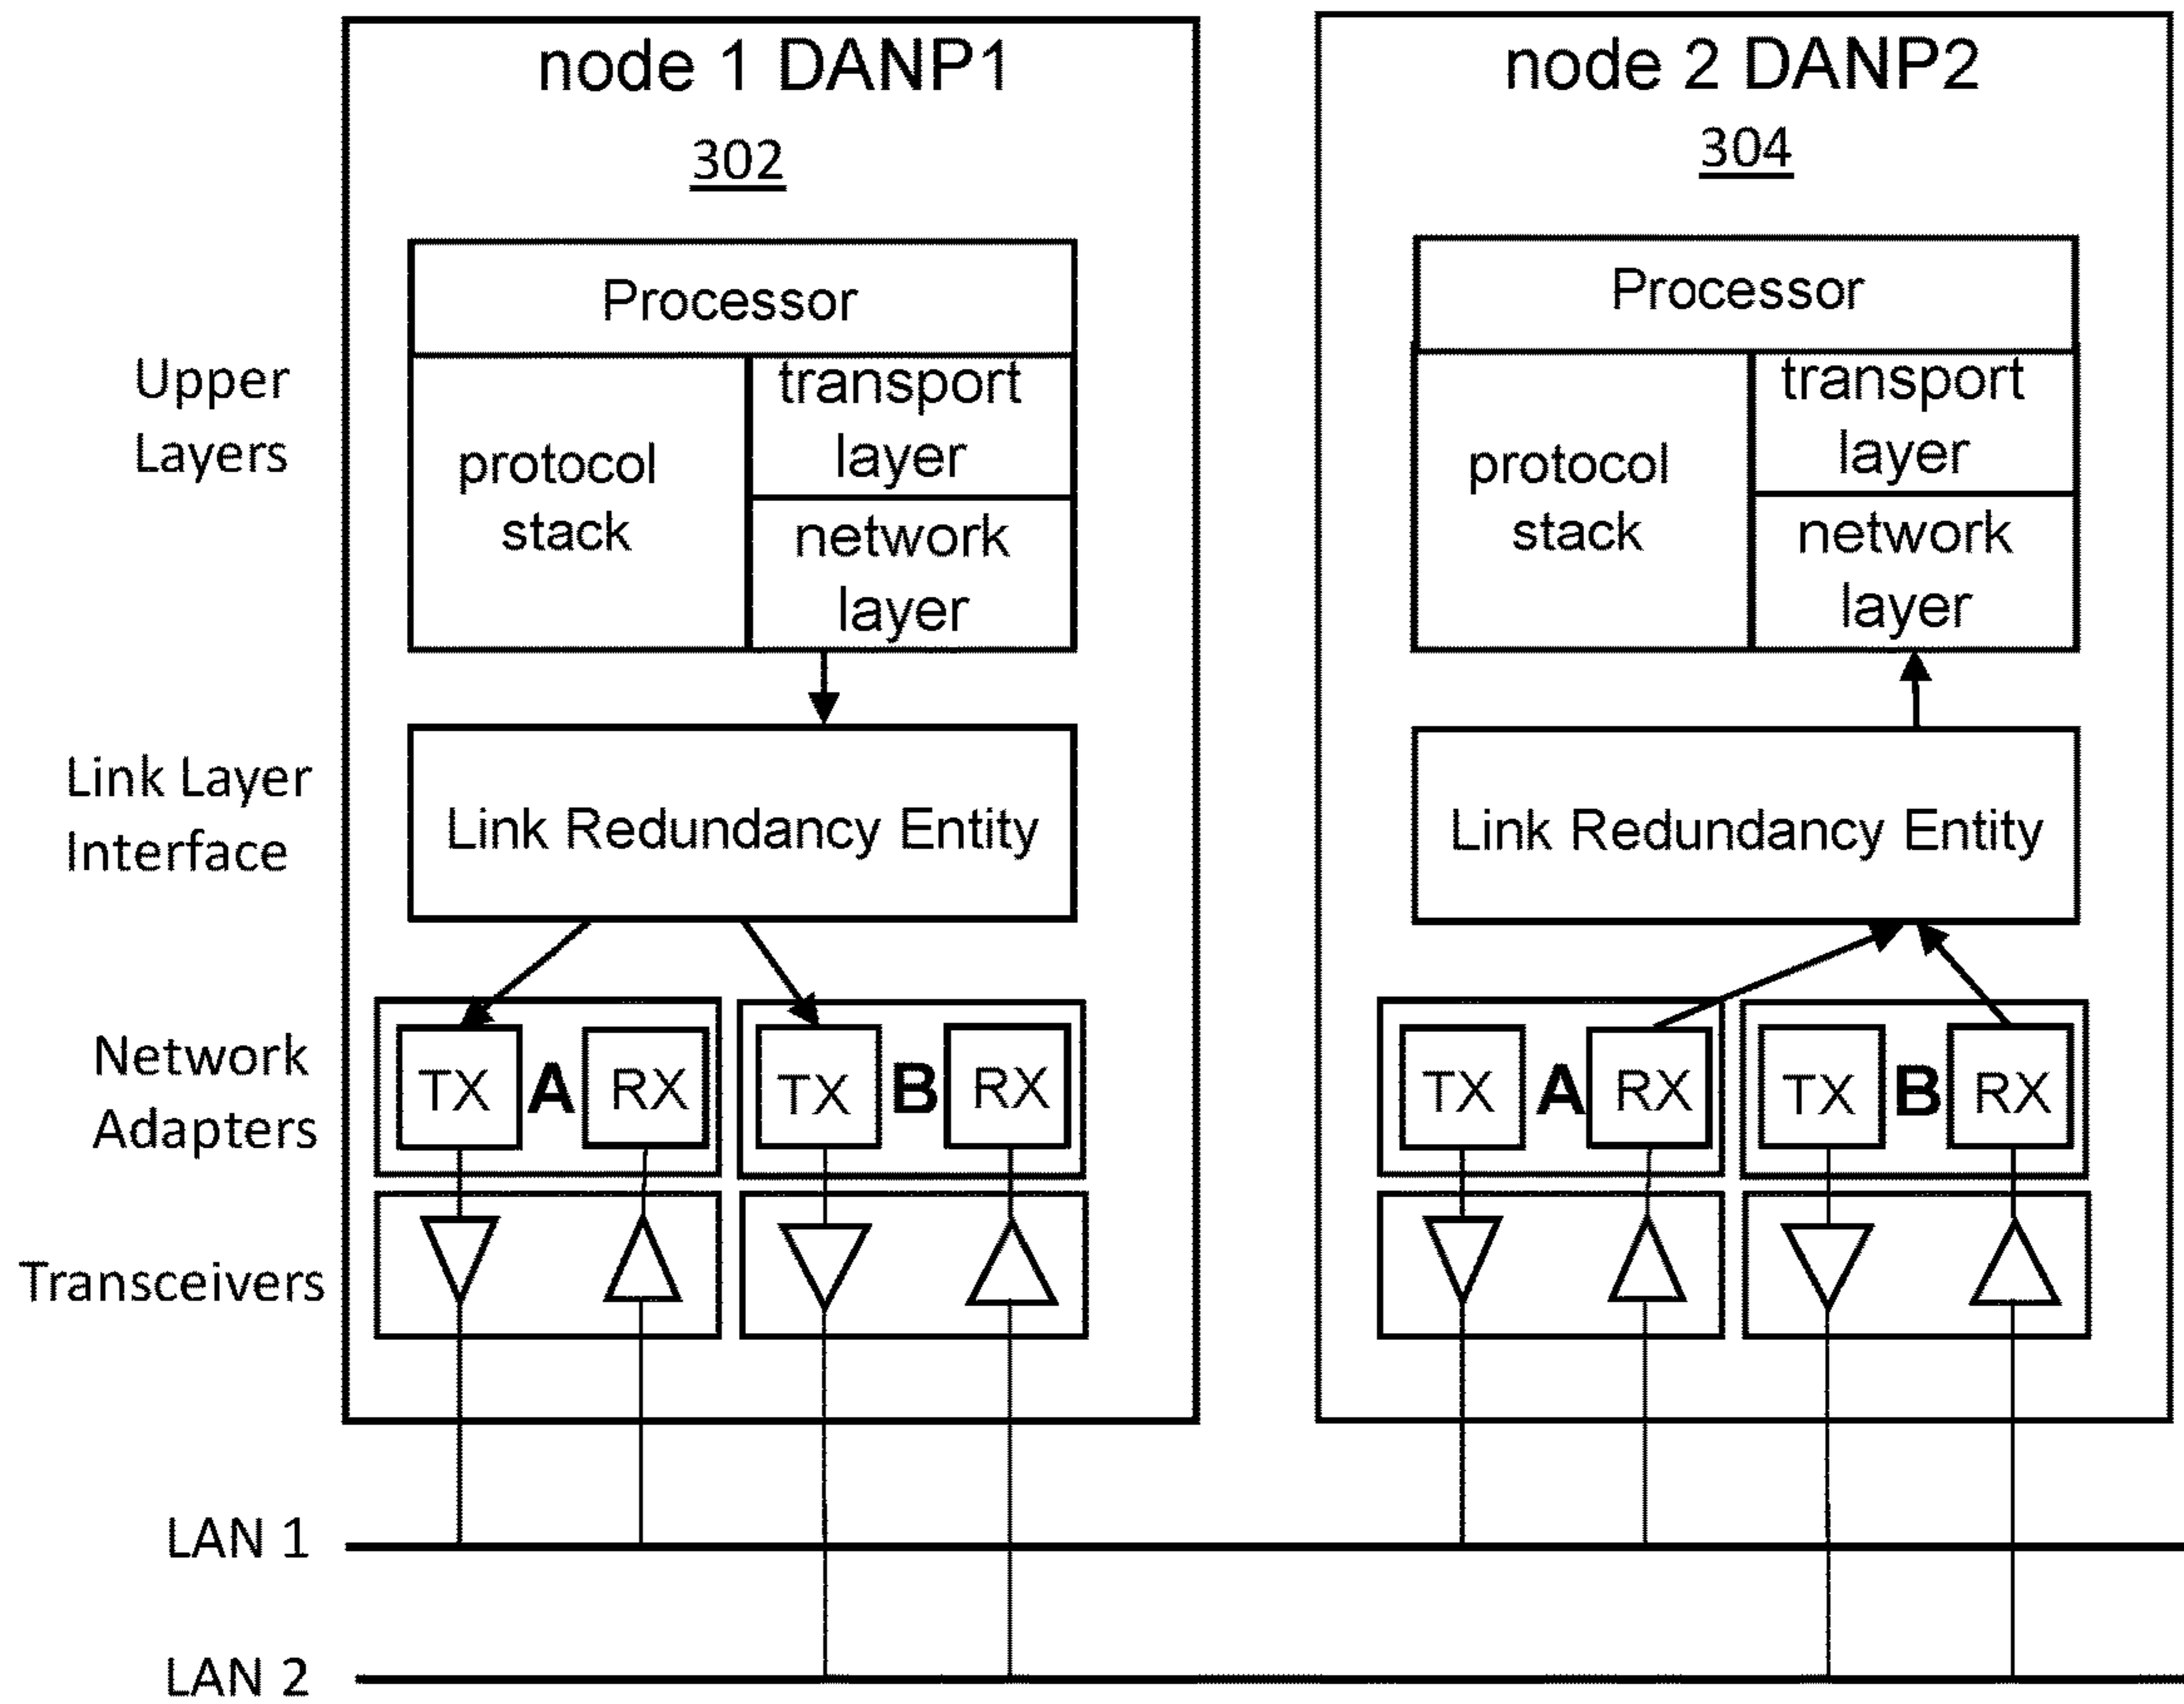 node 1 DANP1
302
Processor
protocol
stack
transport
layer
network
layer
Link Redundancy Entity
TX
A
RX
TX
B
RX
node 2 DANP2
304
Processor
protocol
stack
transport
layer
network
layer
Link Redundancy Entity
TX
A
RX
TX
B
RX
Upper
Layers
Link Layer
Interface
Network
Adapters
Transceivers
LAN 1
LAN 2